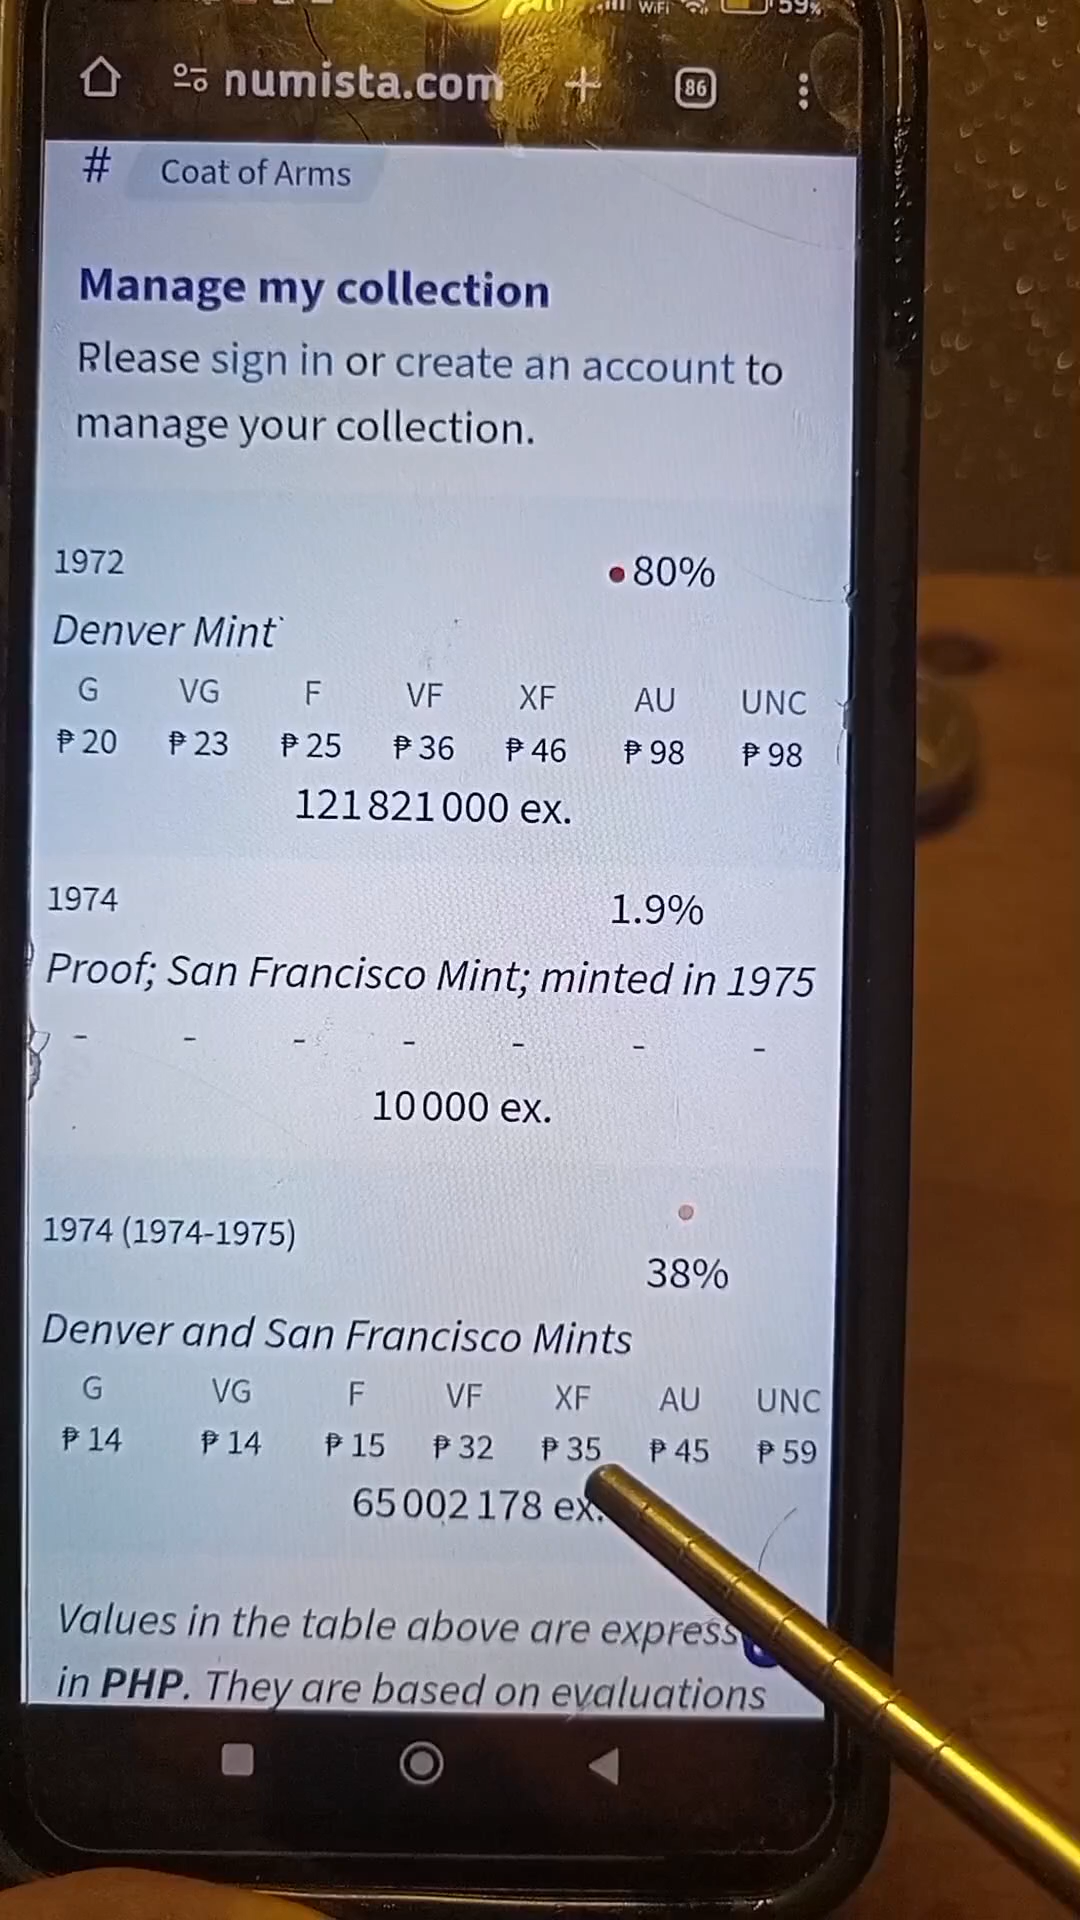 WiFi 59%
numista.com 86
# Coat of Arms
Manage my collection
Please sign in or create an account to
manage your collection.
1972 80%
Denver Mint
G VG F VF XF AU UNC
₱ 20 ₱ 23 ₱ 25 ₱ 36 ₱ 46 ₱ 98 ₱ 98
121 821 000 ex.
1974 1.9%
Proof; San Francisco Mint; minted in 1975
- - - - - - -
10 000 ex.
1974 (1974-1975)
38%
Denver and San Francisco Mints
G VG F VF XF AU UNC
₱ 14 ₱ 14 ₱ 15 ₱ 32 ₱ 35 ₱ 45 ₱ 59
65 002 178 ex.
Values in the table above are express
in PHP. They are based on evaluations